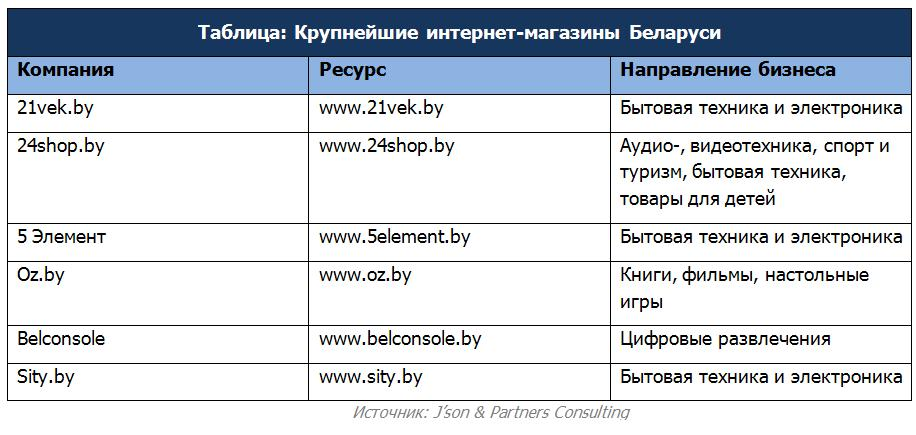 Таблица: Крупнейшие интернет-магазины Беларуси
Компания Ресурс Направление бизнеса
21vek.by www.21vek.by Бытовая техника и электроника
24shop.by www.24shop.by Аудио-, видеотехника, спорт и
туризм, бытовая техника,
товары для детей
5 Элемент www.5element.by Бытовая техника и электроника
Oz.by www.oz.by Книги, фильмы, настольные
игры
Belconsole www.belconsole.by Цифровые развлечения
Sity.by www.sity.by Бытовая техника и электроника
Источник: J’son & Partners Consulting